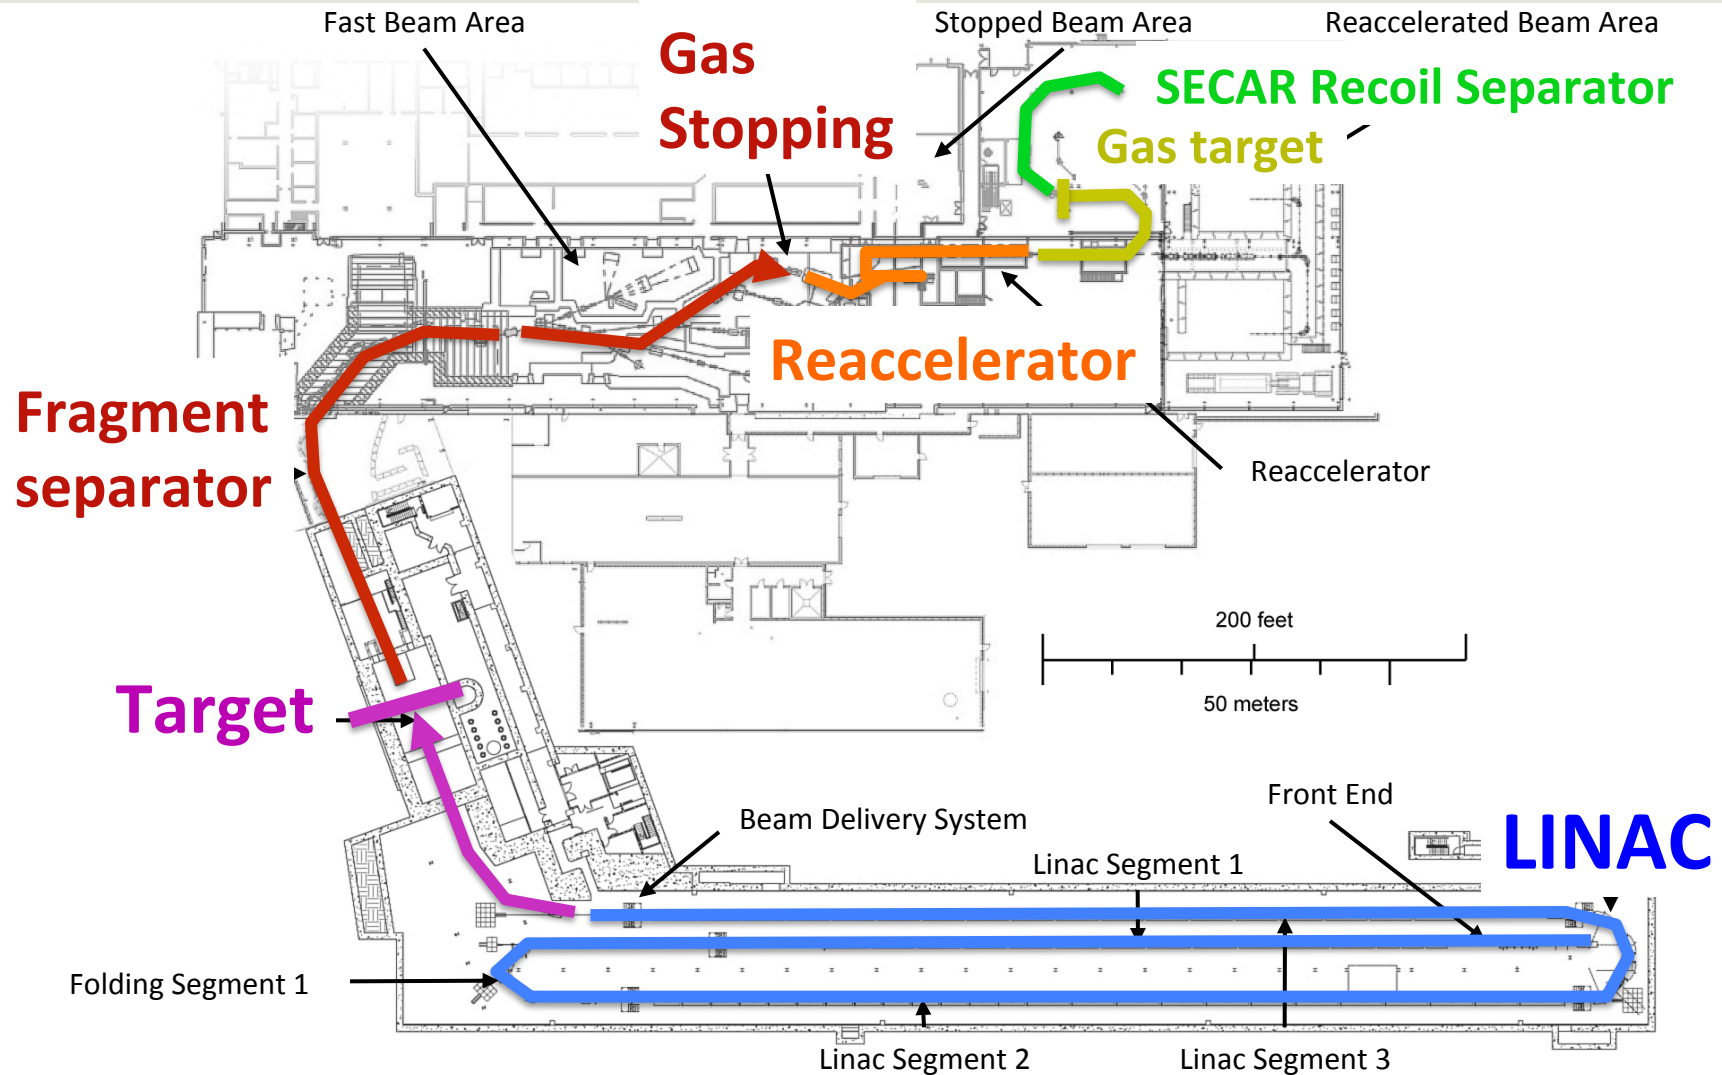 Fast Beam Area
Stopped Beam Area
Reaccelerated Beam Area
Gas
Stopping
SECAR Recoil Separator
Gas target
Reaccelerator
Fragment
separator
Reaccelerator
200 feet
50 meters
Target
Front End
Beam Delivery System
LINAC
Linac Segment 1
Folding Segment 1
Linac Segment 2
Linac Segment 3